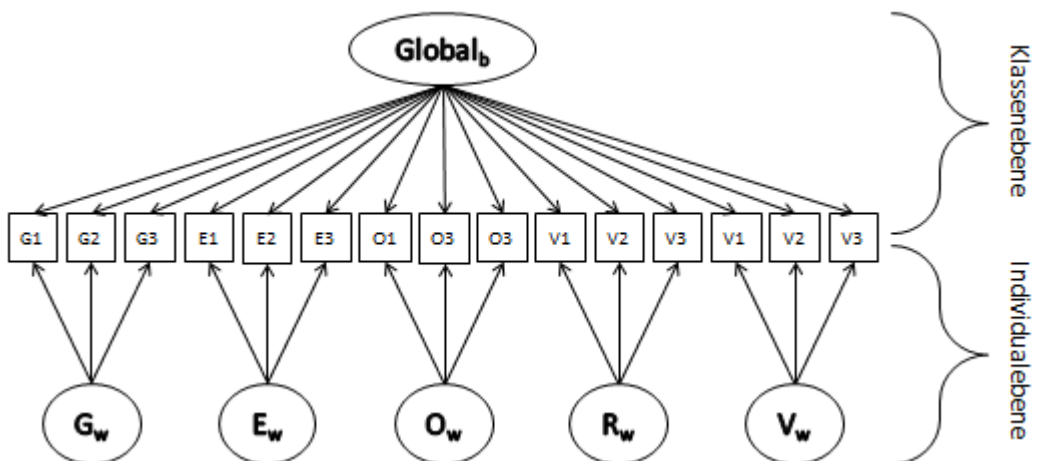 Global_b
Klassenebene
G1 G2 G3 E1 E2 E3 O1 O3 O3 V1 V2 V3 V1 V2 V3
Individualebene
G_w E_w O_w R_w V_w